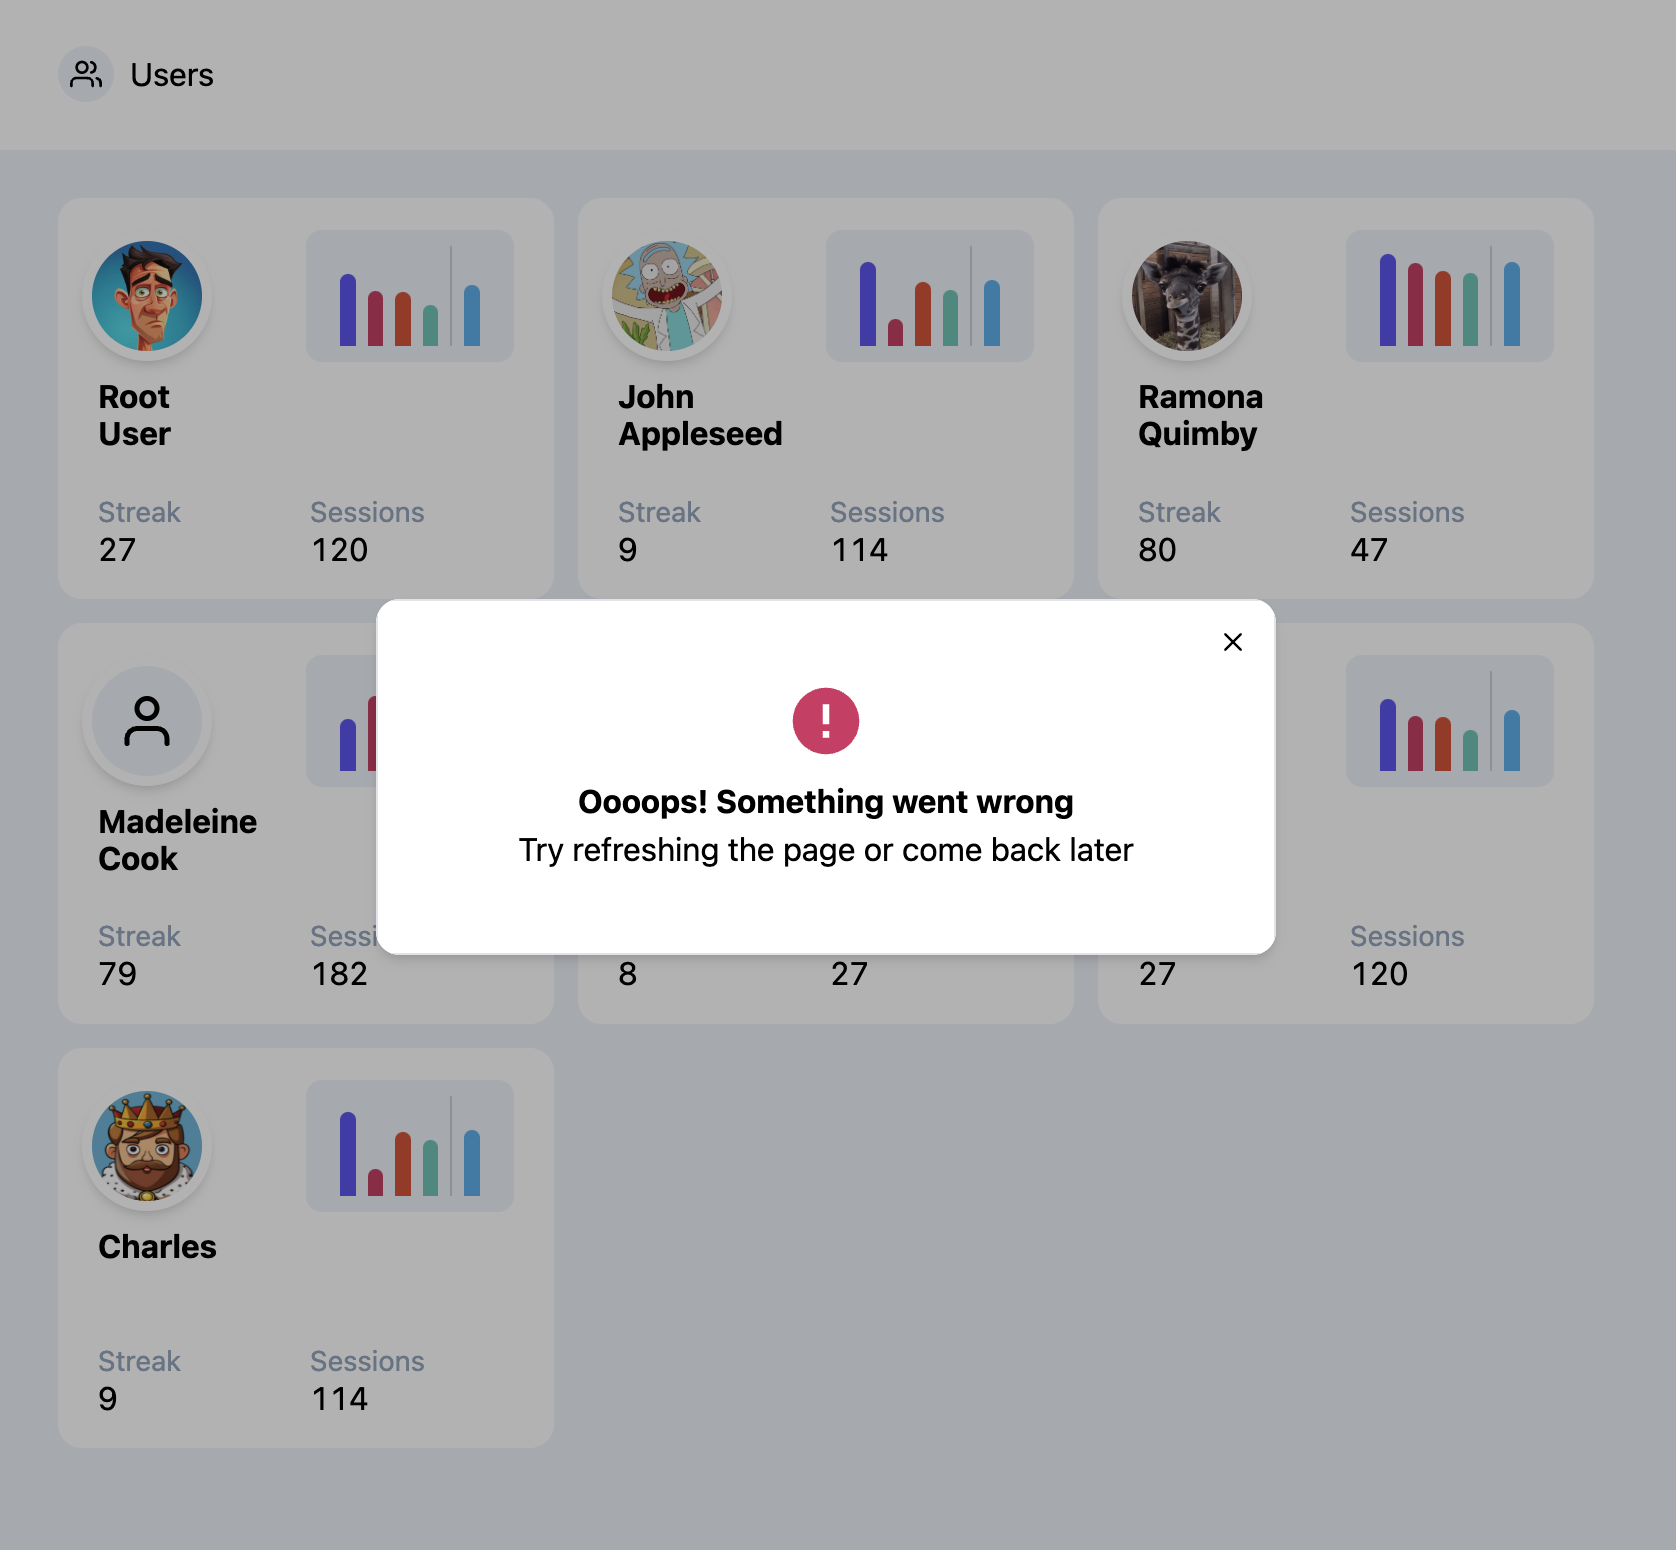 Users
Root
User
Streak
Sessions
27
120
John
Appleseed
Streak
Sessions
9
114
Ramona
Quimby
Streak
Sessions
80
47
Oooops! Something went wrong
Try refreshing the page or come back later
Madeleine
Cook
Streak
79
182
8
27
Sessions
27
120
Charles
Streak
Sessions
9
114